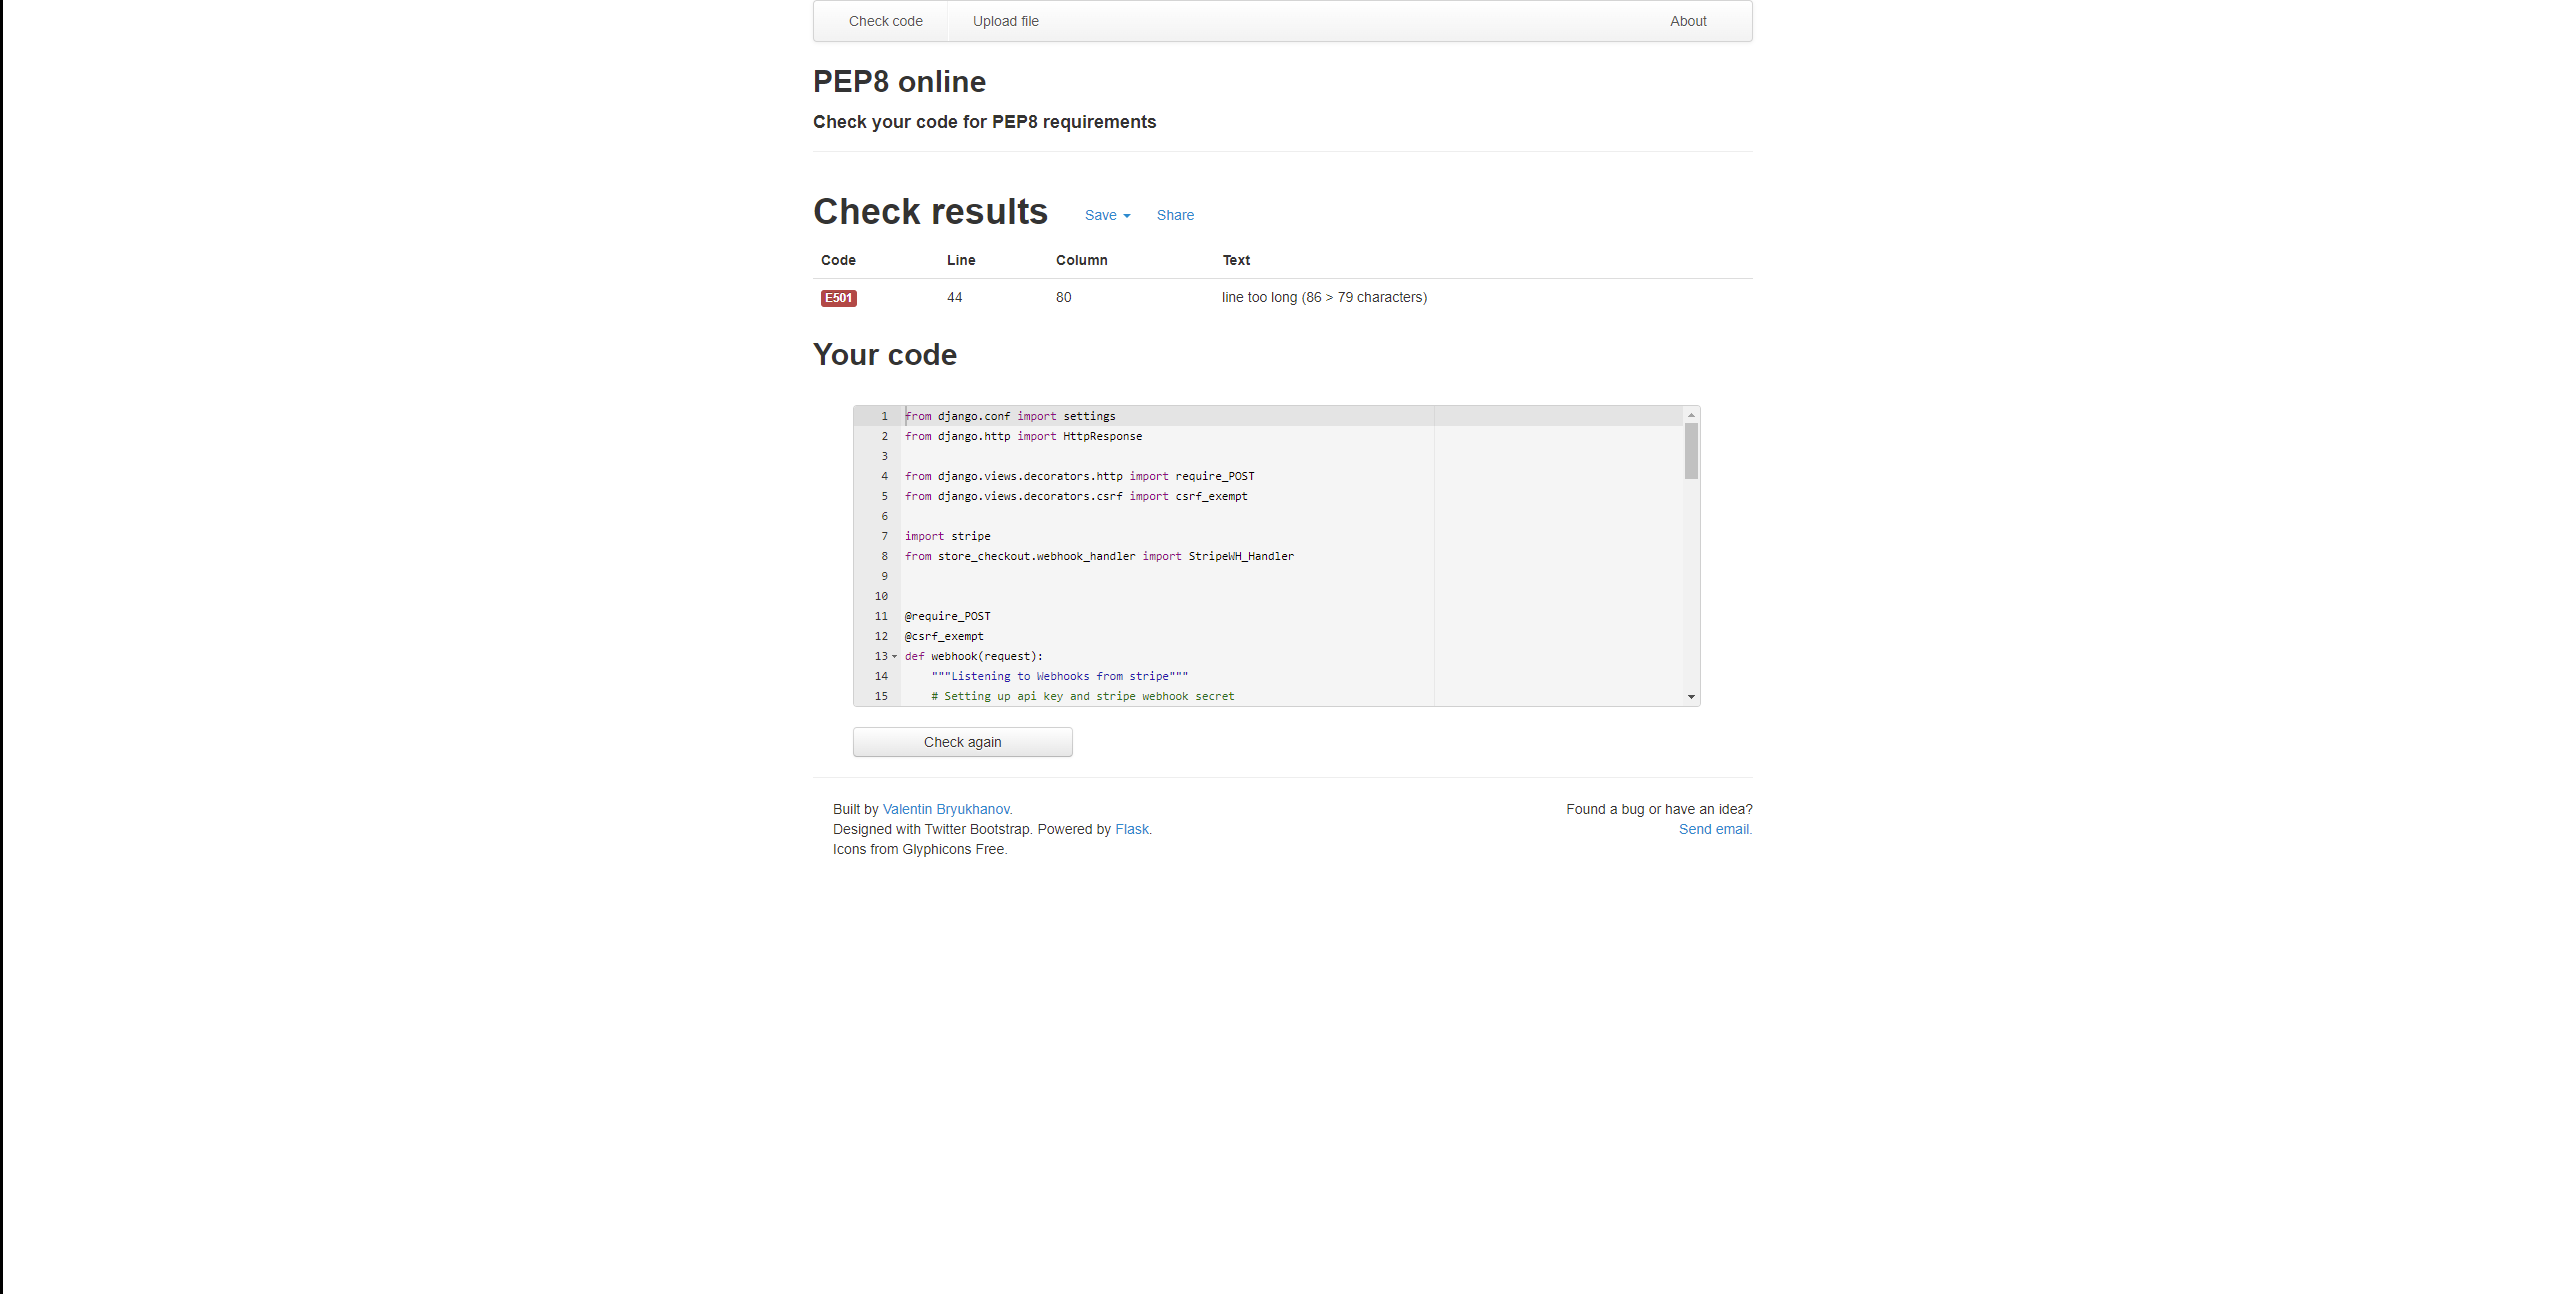 Check code Upload file About
PEP8 online
Check your code for PEP8 requirements
Check results Save Share
Code Line Column Text
E501 44 80 line too long (86 > 79 characters)
Your code
1 from django.conf import settings
2 from django.http import HttpResponse
3
4 from django.views.decorators.http import require_POST
5 from django.views.decorators.csrf import csrf_exempt
6
7 import stripe
8 from store_checkout.webhook_handler import StripeWH_Handler
9
10
11 @require_POST
12 @csrf_exempt
13 def webhook(request):
14 """Listening to Webhooks from stripe"""
15 # Setting up api key and stripe webhook secret
Check again
Built by Valentin Bryukhanov. Found a bug or have an idea?
Designed with Twitter Bootstrap. Powered by Flask. Send email.
Icons from Glyphicons Free.